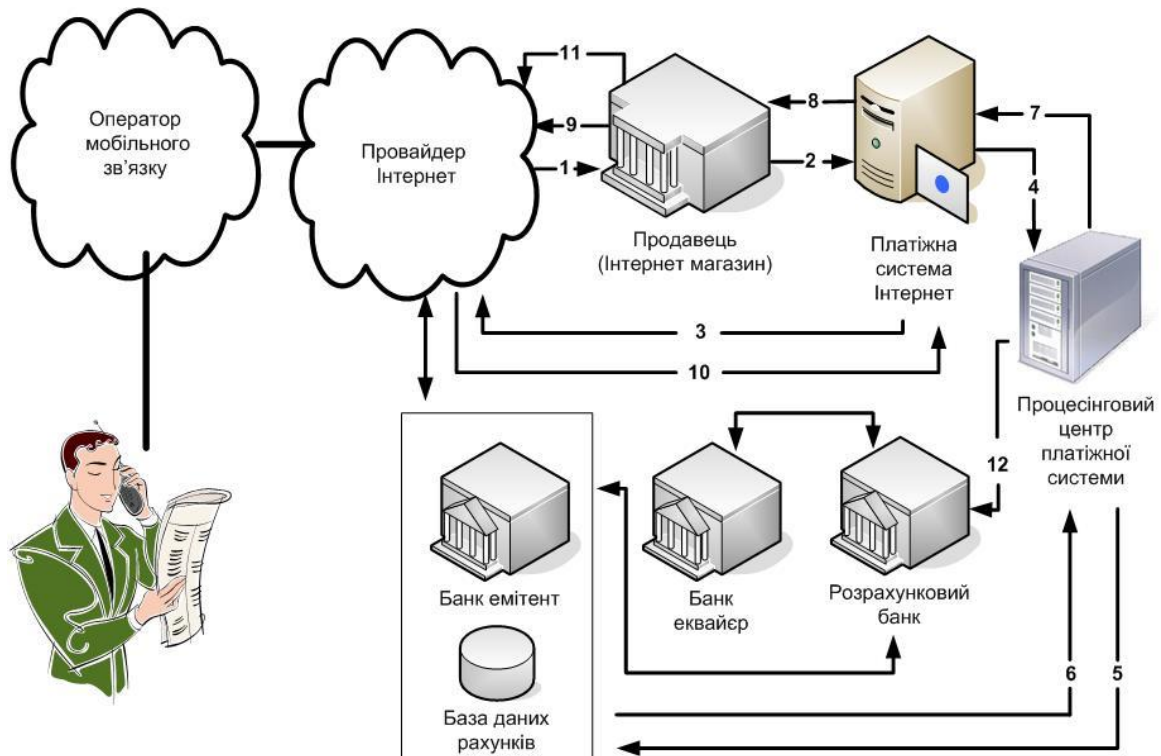 Оператор
мобільного
зв'язку
Провайдер
Інтернет
11
9
1
8
2
7
4
Продавець
(Інтернет магазин)
Платіжна
система
Інтернет
3
10
Процесінговий
центр
платіжної
системи
12
Банк емітент
Банк
еквайєр
Розрахунковий
банк
База даних
рахунків
6
5